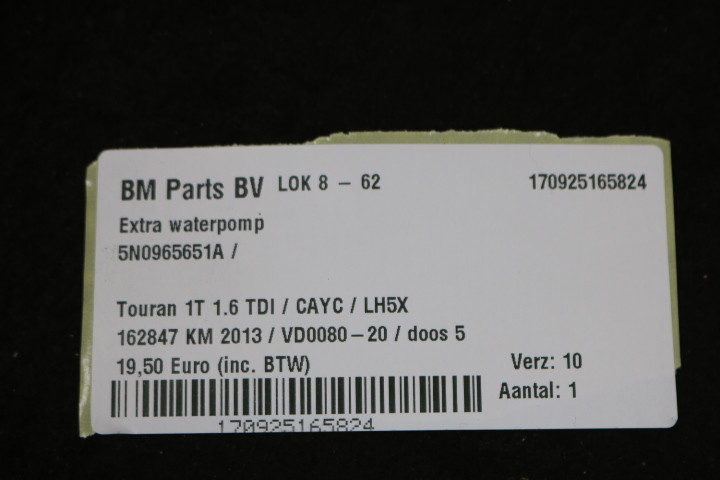 BM Parts BV LOK 8 - 62 170925165824
Extra waterpomp
5N0965651A /
Touran 1T 1.6 TDI / CAYC / LH5X
162847 KM 2013 / VD0080-20 / doos 5
19,50 Euro (inc. BTW) Verz: 10
Aantal: 1
170925165824